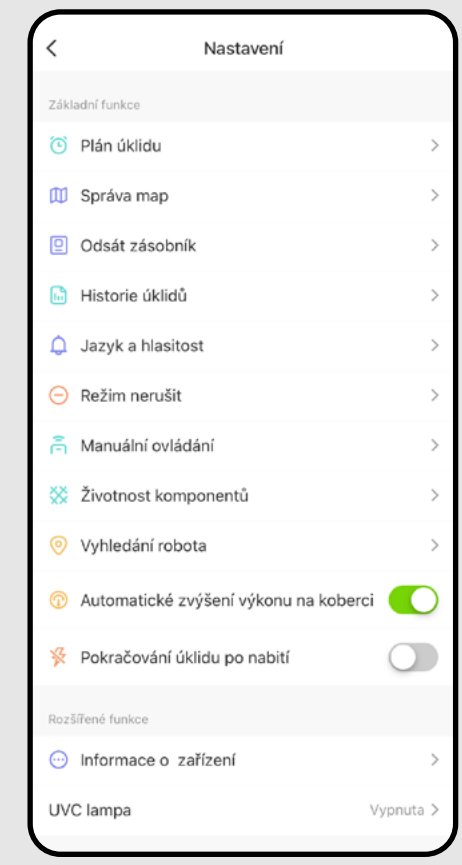 Nastavení
Základní funkce
Plán úklidu
Správa map
Odsát zásobník
Historie úklidů
Jazyk a hlasitost
Režim nerušit
Manuální ovládání
Životnost komponentů
Vyhledání robota
Automatické zvýšení výkonu na koberci
Pokračování úklidu po nabití
Rozšířené funkce
Informace o zařízení
UVC lampa Vypnuta